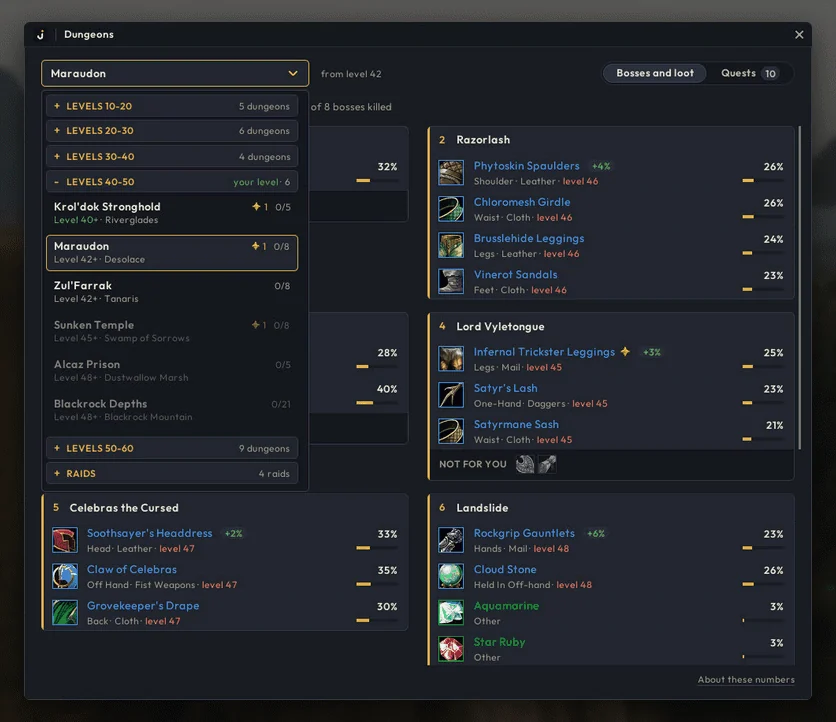 Dungeons
Maraudon
from level 42
Bosses and loot
Quests 10
of 8 bosses killed
+ LEVELS 10-20 5 dungeons
+ LEVELS 20-30 6 dungeons
+ LEVELS 30-40 4 dungeons
- LEVELS 40-50 your level · 6
Krol'dok Stronghold 1 0/5
Level 40+ · Riverglades
Maraudon 1 0/8
Level 42+ · Desolace
Zul'Farrak 0/8
Level 42+ · Tanaris
Sunken Temple 1 0/8
Level 45+ · Swamp of Sorrows
Alcaz Prison 0/5
Level 46+ · Dustwallow Marsh
Blackrock Depths 0/21
Level 48+ · Blackrock Mountain
+ LEVELS 50-60 9 dungeons
+ RAIDS 4 raids
32%
28%
40%
2 Razorlash
Phytoskin Spaulders +4% 26%
Shoulder · Leather · level 46
Chloromesh Girdle 26%
Waist · Cloth · level 46
Brusslehide Leggings 24%
Legs · Leather · level 46
Vinerot Sandals 23%
Feet · Cloth · level 46
4 Lord Vyletongue
Infernal Trickster Leggings +3% 25%
Legs · Mail · level 45
Satyr's Lash 23%
One-Hand · Daggers · level 45
Satyrmane Sash 21%
Waist · Cloth · level 45
NOT FOR YOU
5 Celebras the Cursed
Soothsayer's Headdress +2% 33%
Head · Leather · level 47
Claw of Celebras 35%
Off Hand · Fist Weapons · level 47
Grovekeeper's Drape 30%
Back · Cloth · level 47
6 Landslide
Rockgrip Gauntlets +6% 23%
Hands · Mail · level 48
Cloud Stone 26%
Held In Off-hand · level 48
Aquamarine 3%
Other
Star Ruby 3%
Other
About these numbers